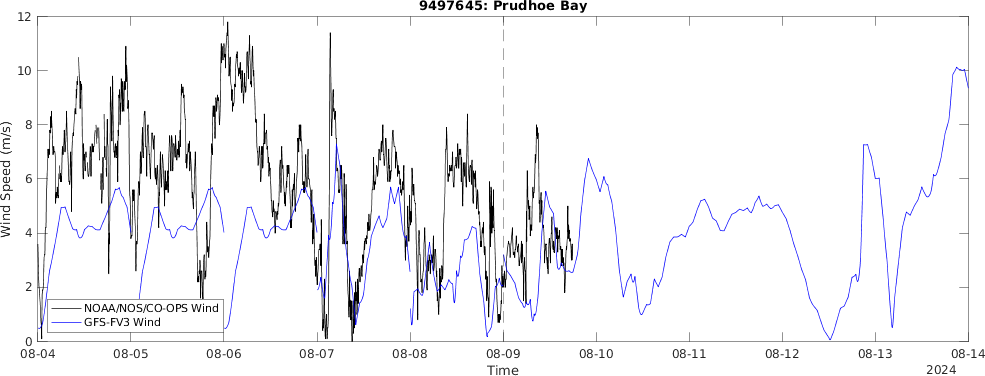 9497645: Prudhoe Bay
Wind Speed (m/s)
12
10
8
6
4
2
0
NOAA/NOS/CO-OPS Wind
GFS-FV3 Wind
08-04 08-05 08-06 08-07 08-08 08-09 08-10 08-11 08-12 08-13 08-14
Time
2024